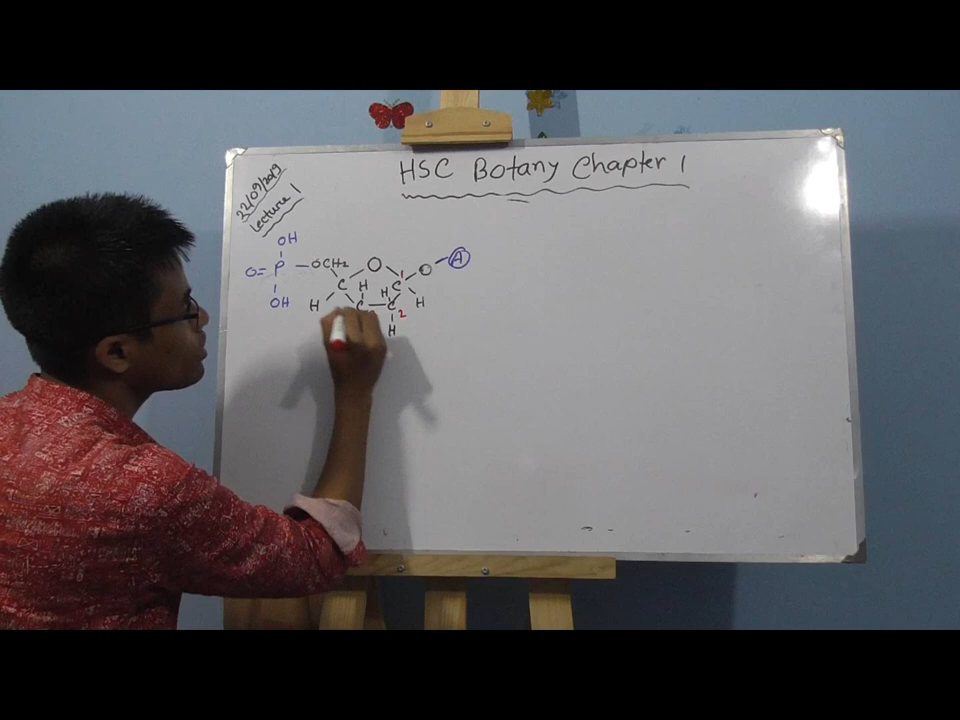 HSC Botany Chapter 1
22/09/2019
Lecture 1
OH
O=P—OCH2 O 1 O—A
C H H C
OH H C—C 2 H
H